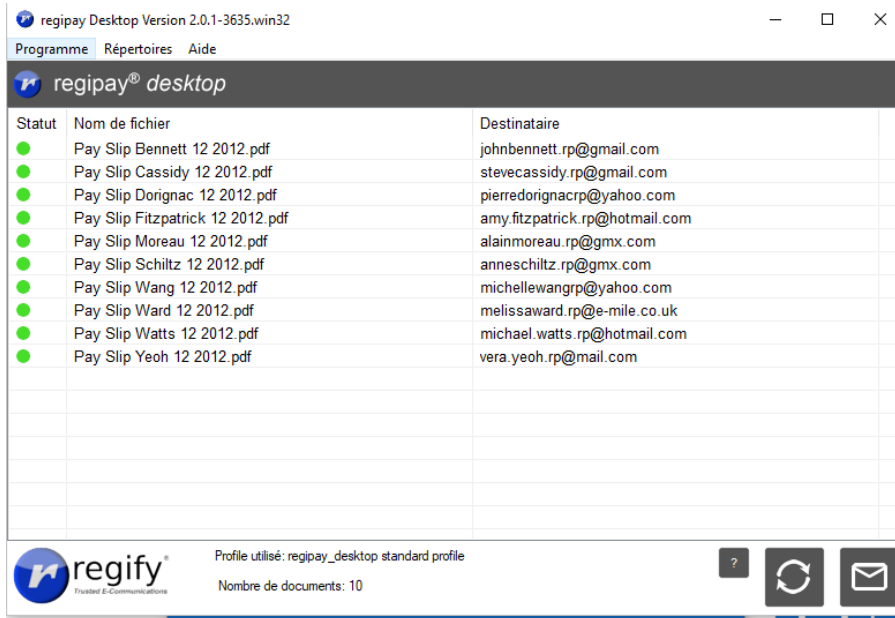 regipay Desktop Version 2.0.1-3635.win32
Programme Répertoires Aide
regipay® desktop
Statut Nom de fichier Destinataire
Pay Slip Bennett 12 2012.pdf johnbennett.rp@gmail.com
Pay Slip Cassidy 12 2012.pdf stevecassidy.rp@gmail.com
Pay Slip Dorignac 12 2012.pdf pierredorignacrp@yahoo.com
Pay Slip Fitzpatrick 12 2012.pdf amy.fitzpatrick.rp@hotmail.com
Pay Slip Moreau 12 2012.pdf alainmoreau.rp@gmx.com
Pay Slip Schiltz 12 2012.pdf anneschiltz.rp@gmx.com
Pay Slip Wang 12 2012.pdf michellewangrp@yahoo.com
Pay Slip Ward 12 2012.pdf melissaward.rp@e-mile.co.uk
Pay Slip Watts 12 2012.pdf michael.watts.rp@hotmail.com
Pay Slip Yeoh 12 2012.pdf vera.yeoh.rp@mail.com
regify
Trusted E-Communications
Profile utilisé: regipay_desktop standard profile
Nombre de documents: 10
?